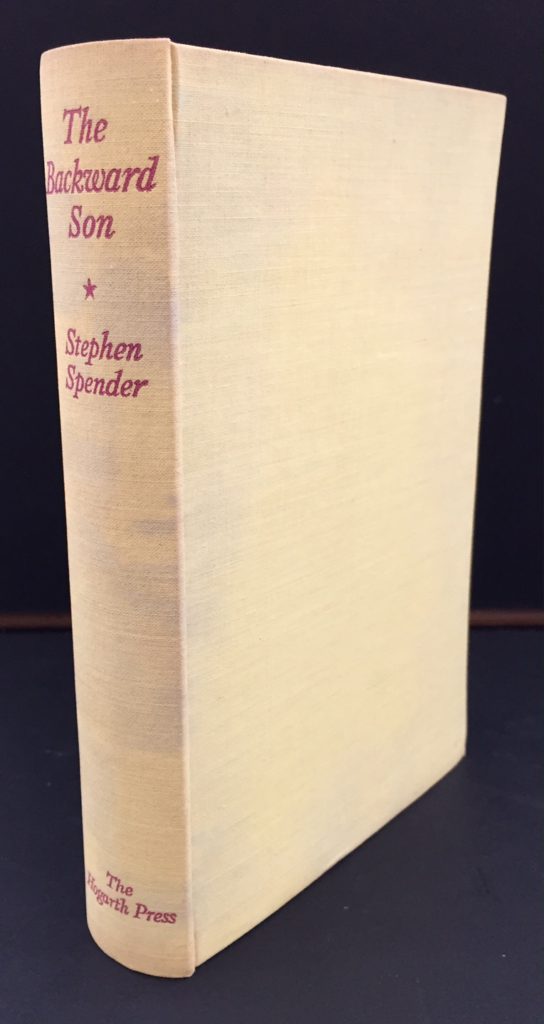 The
Backward
Son
★
Stephen
Spender
The
Hogarth Press